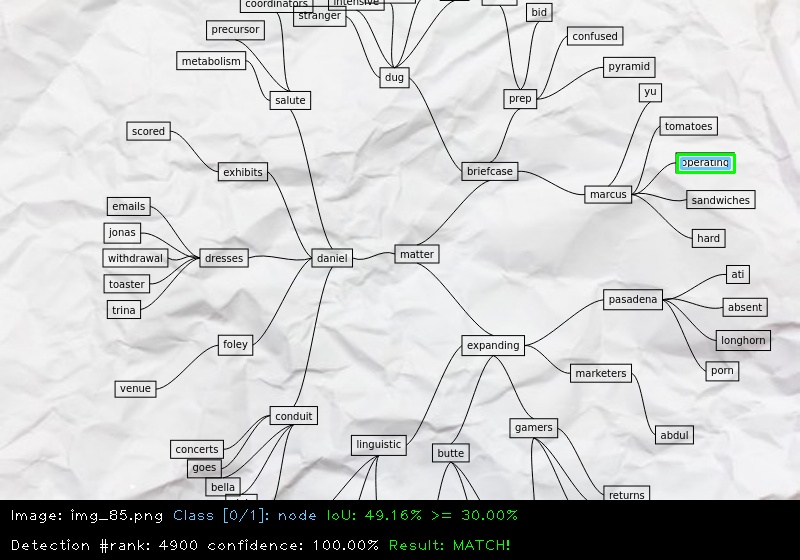 coordinators
intensive
stranger
bid
precursor
confused
metabolism
dug
pyramid
salute
prep
yu
scored
tomatoes
exhibits
briefcase
operating
marcus
sandwiches
emails
jonas
hard
withdrawal
dresses
daniel
matter
toaster
ati
trina
pasadena
absent
foley
expanding
longhorn
venue
marketers
porn
conduit
concerts
linguistic
gamers
abdul
goes
butte
bella
returns
Image: img_85.png Class [0/1]: node IoU: 49.16% >= 30.00%
Detection #rank: 4900 confidence: 100.00% Result: MATCH!